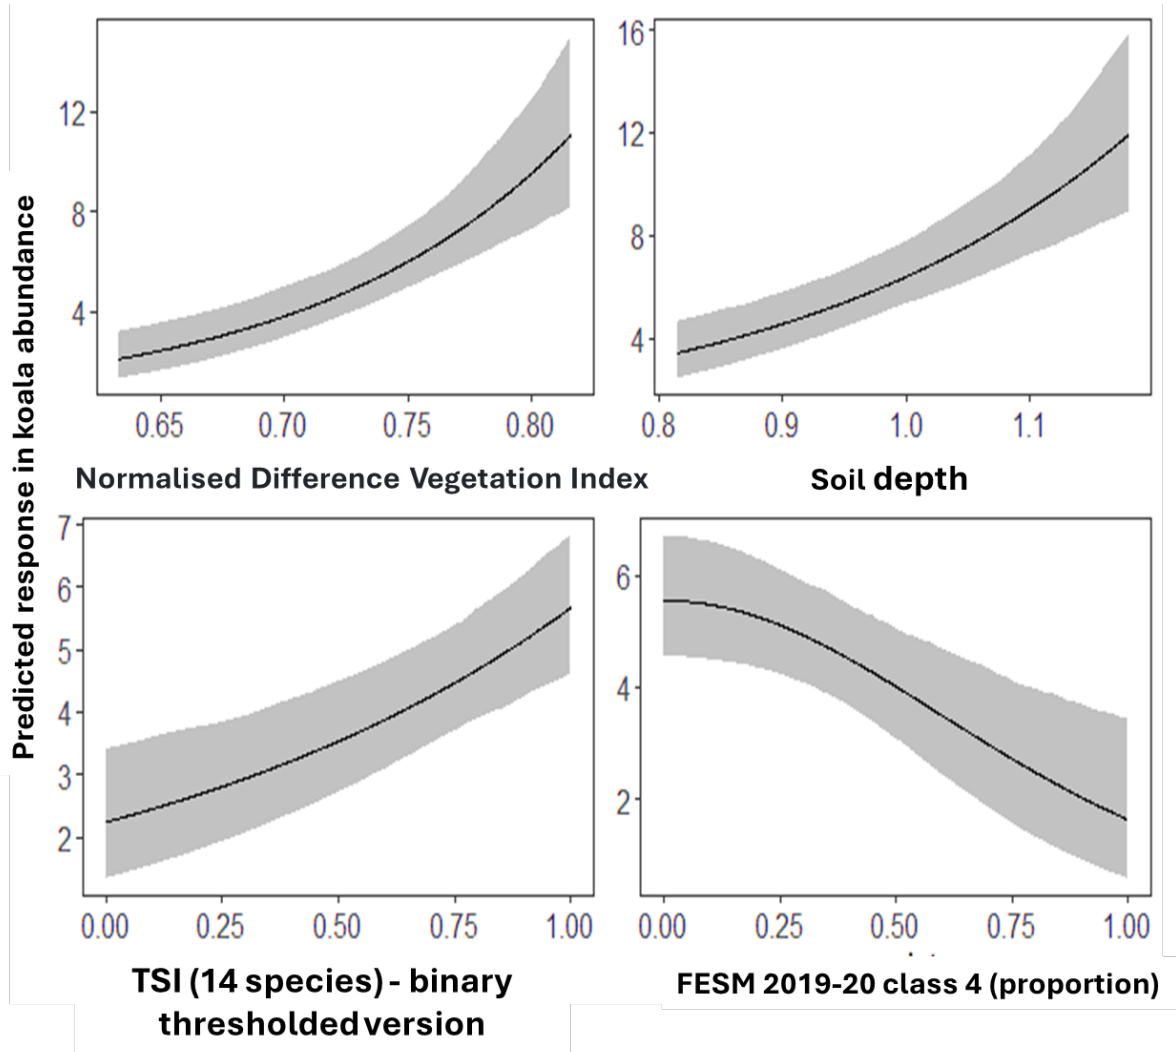 Predicted response in koala abundance
12
8
4
0.65 0.70 0.75 0.80
Normalised Difference Vegetation Index
16
12
8
4
0.8 0.9 1.0 1.1
Soil depth
7
6
5
4
3
2
0.00 0.25 0.50 0.75 1.00
TSI (14 species) - binary
thresholded version
6
4
2
0.00 0.25 0.50 0.75 1.00
FESM 2019-20 class 4 (proportion)